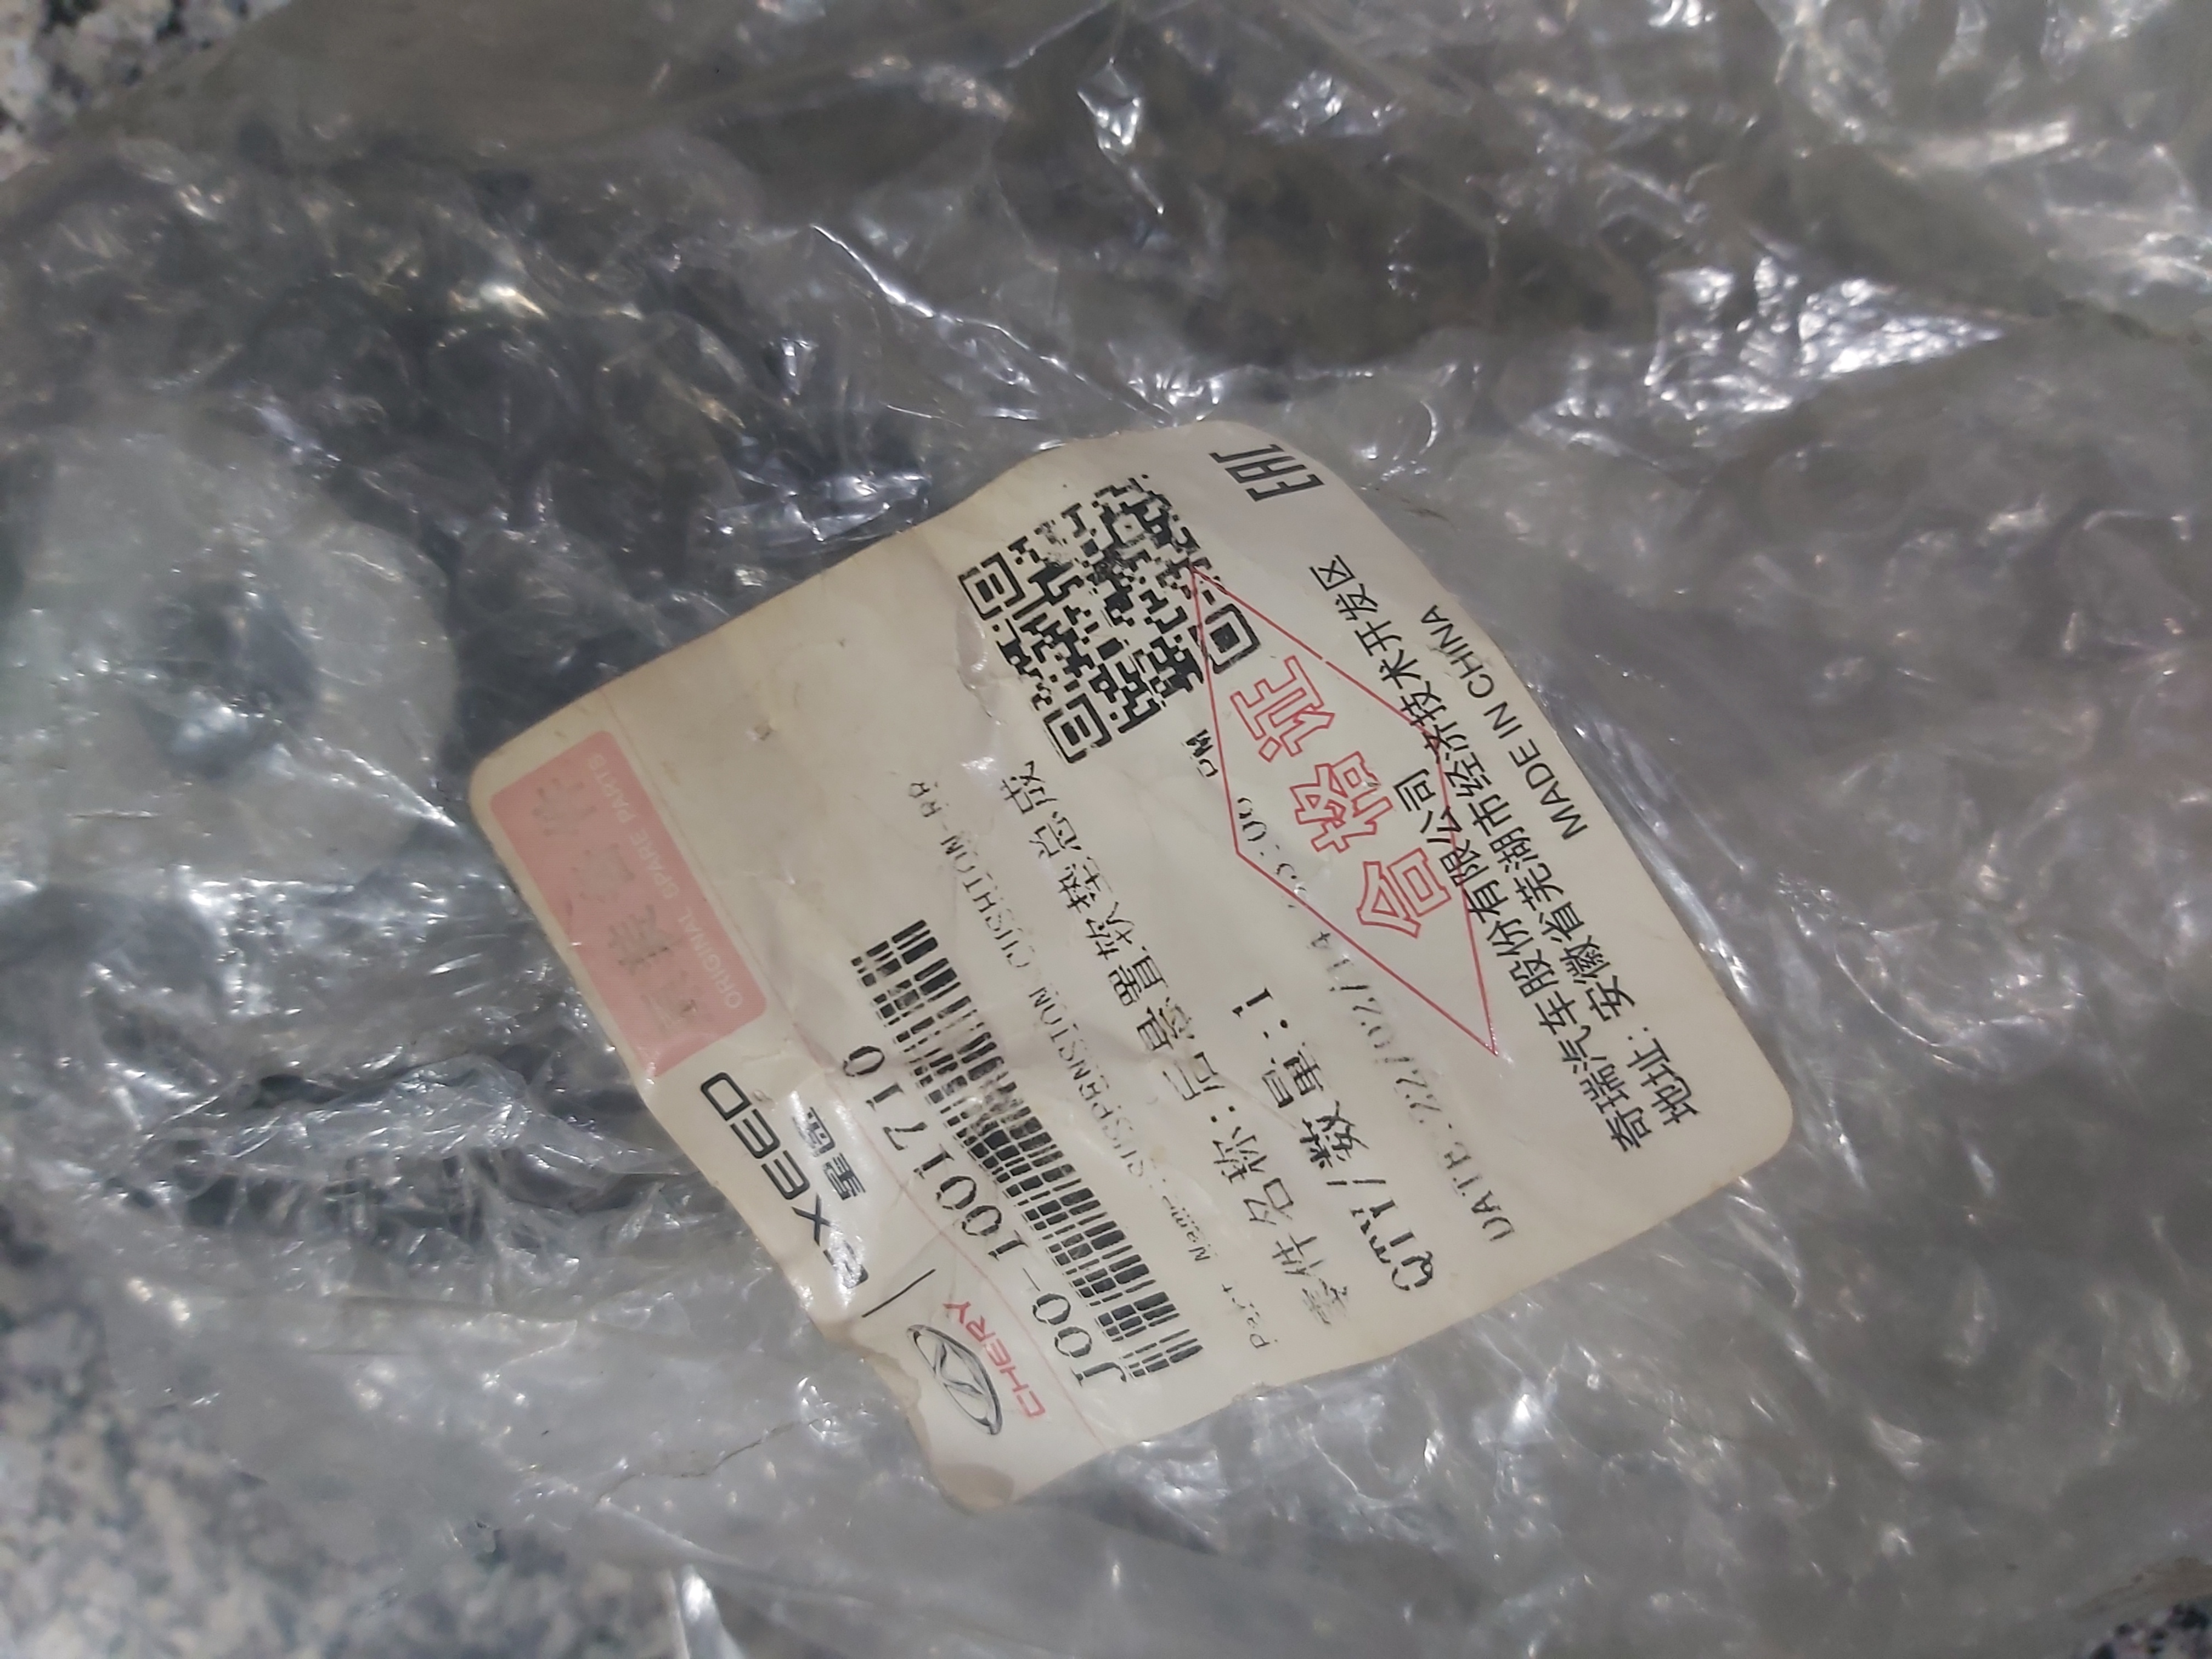 CHERY EXEED 星途
ORIGINAL SPARE PARTS
J00-1001710
Part Name:SUSPENSION CUSHION-RR
零件名称:后悬置软垫总成
QTY/数量:1
DATE:22/02/14
PM
合格证
奇瑞汽车股份有限公司
地址:安徽省芜湖市经济技术开发区
MADE IN CHINA
EAC